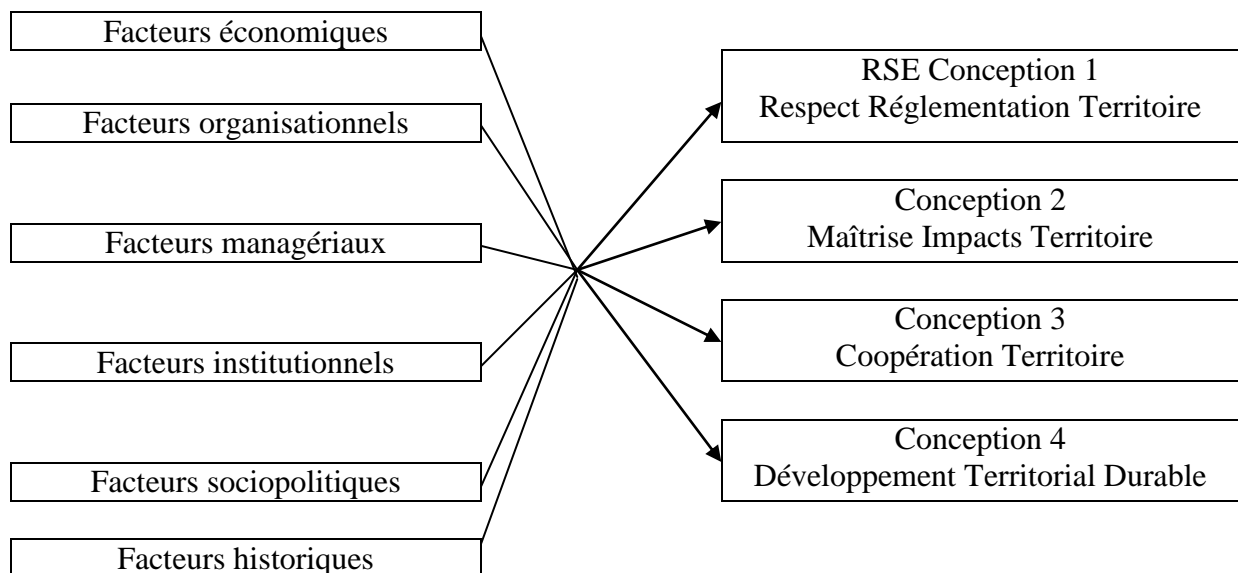 Facteurs économiques
Facteurs organisationnels
Facteurs managériaux
Facteurs institutionnels
Facteurs sociopolitiques
Facteurs historiques
RSE Conception 1
Respect Réglementation Territoire
Conception 2
Maîtrise Impacts Territoire
Conception 3
Coopération Territoire
Conception 4
Développement Territorial Durable